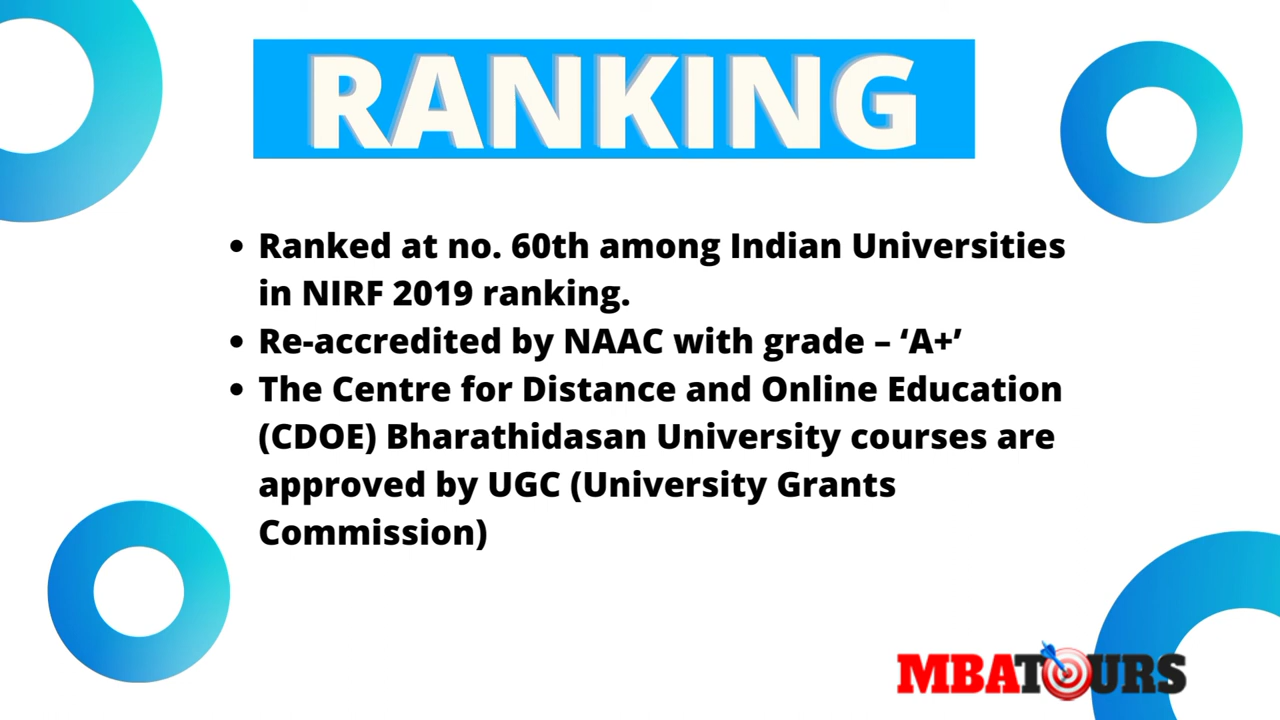 RANKING
• Ranked at no. 60th among Indian Universities
in NIRF 2019 ranking.
• Re-accredited by NAAC with grade – ‘A+’
• The Centre for Distance and Online Education
(CDOE) Bharathidasan University courses are
approved by UGC (University Grants
Commission)
MBATOURS